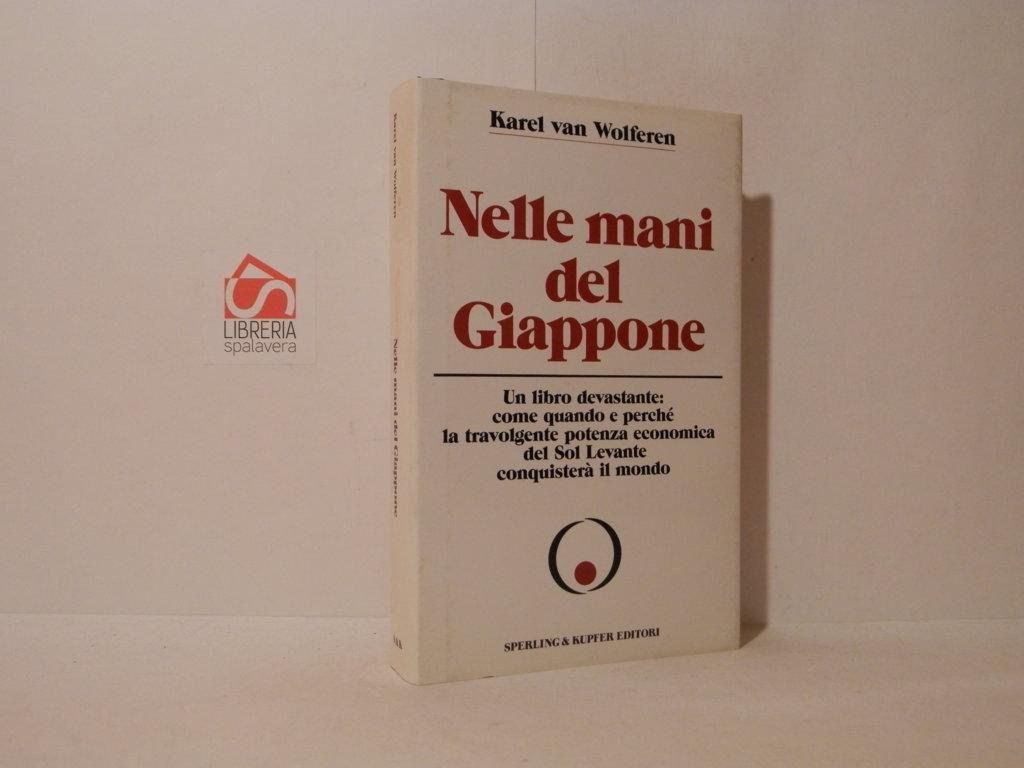 Karel van Wolferen
Nelle mani
del
Giappone
Un libro devastante:
come quando e perché
la travolgente potenza economica
del Sol Levante
conquisterà il mondo
SPERLING & KUPFER EDITORI
Karel van Wolferen
Nelle mani del Giappone
LIBRERIA
spalavera